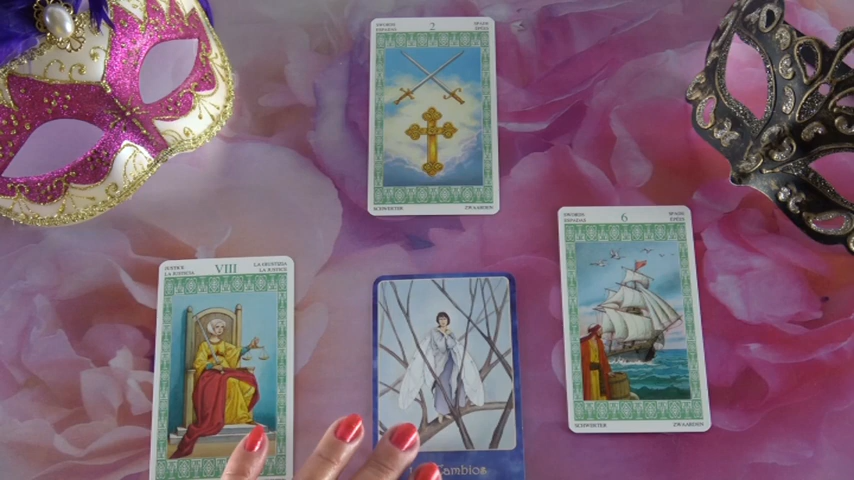 SWORDS 2 SPADE
ESPADAS ÉPÉES
SCHWERTER ZWAARDEN
SWORDS 6 SPADE
ESPADAS ÉPÉES
SCHWERTER ZWAARDEN
JUSTICE VIII LA GIUSTIZIA
LA JUSTICIA LA JUSTICE
Cambios